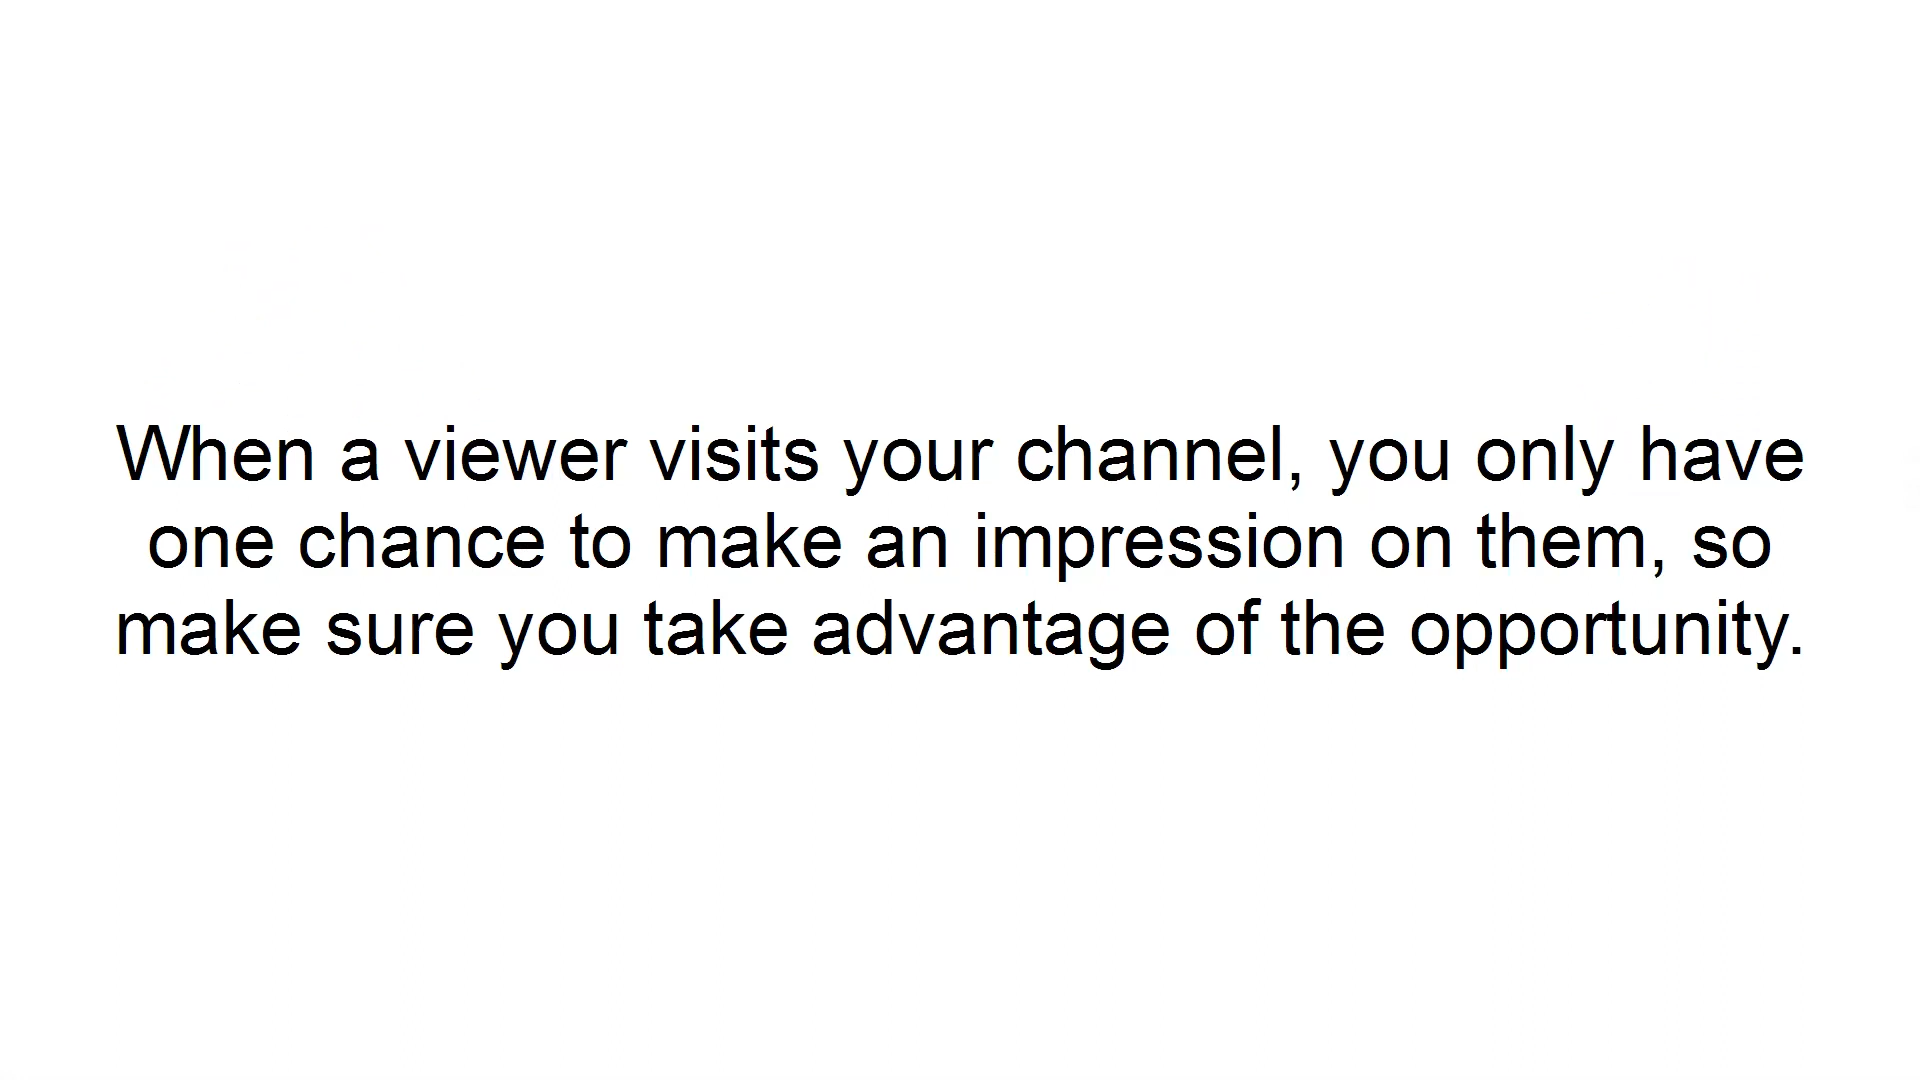 When a viewer visits your channel, you only have
one chance to make an impression on them, so
make sure you take advantage of the opportunity.